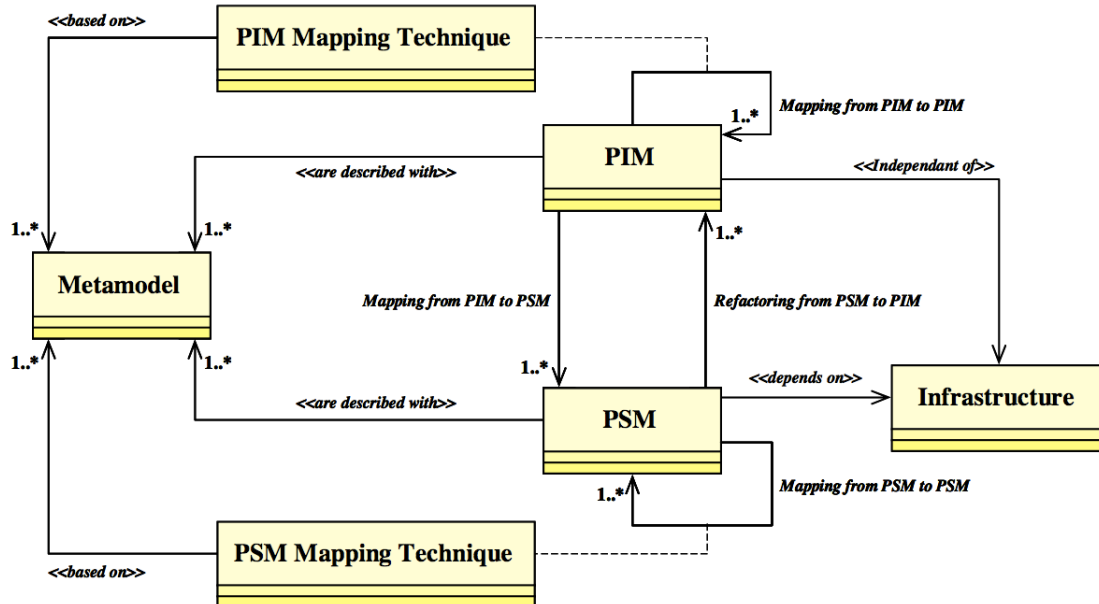 <<based on>>
PIM Mapping Technique
Mapping from PIM to PIM
1..*
PIM
<<are described with>>
<<Independant of>>
1..*
1..*
1..*
Metamodel
Mapping from PIM to PSM
Refactoring from PSM to PIM
1..*
1..*
1..*
<<depends on>>
Infrastructure
<<are described with>>
PSM
1..*
Mapping from PSM to PSM
PSM Mapping Technique
<<based on>>